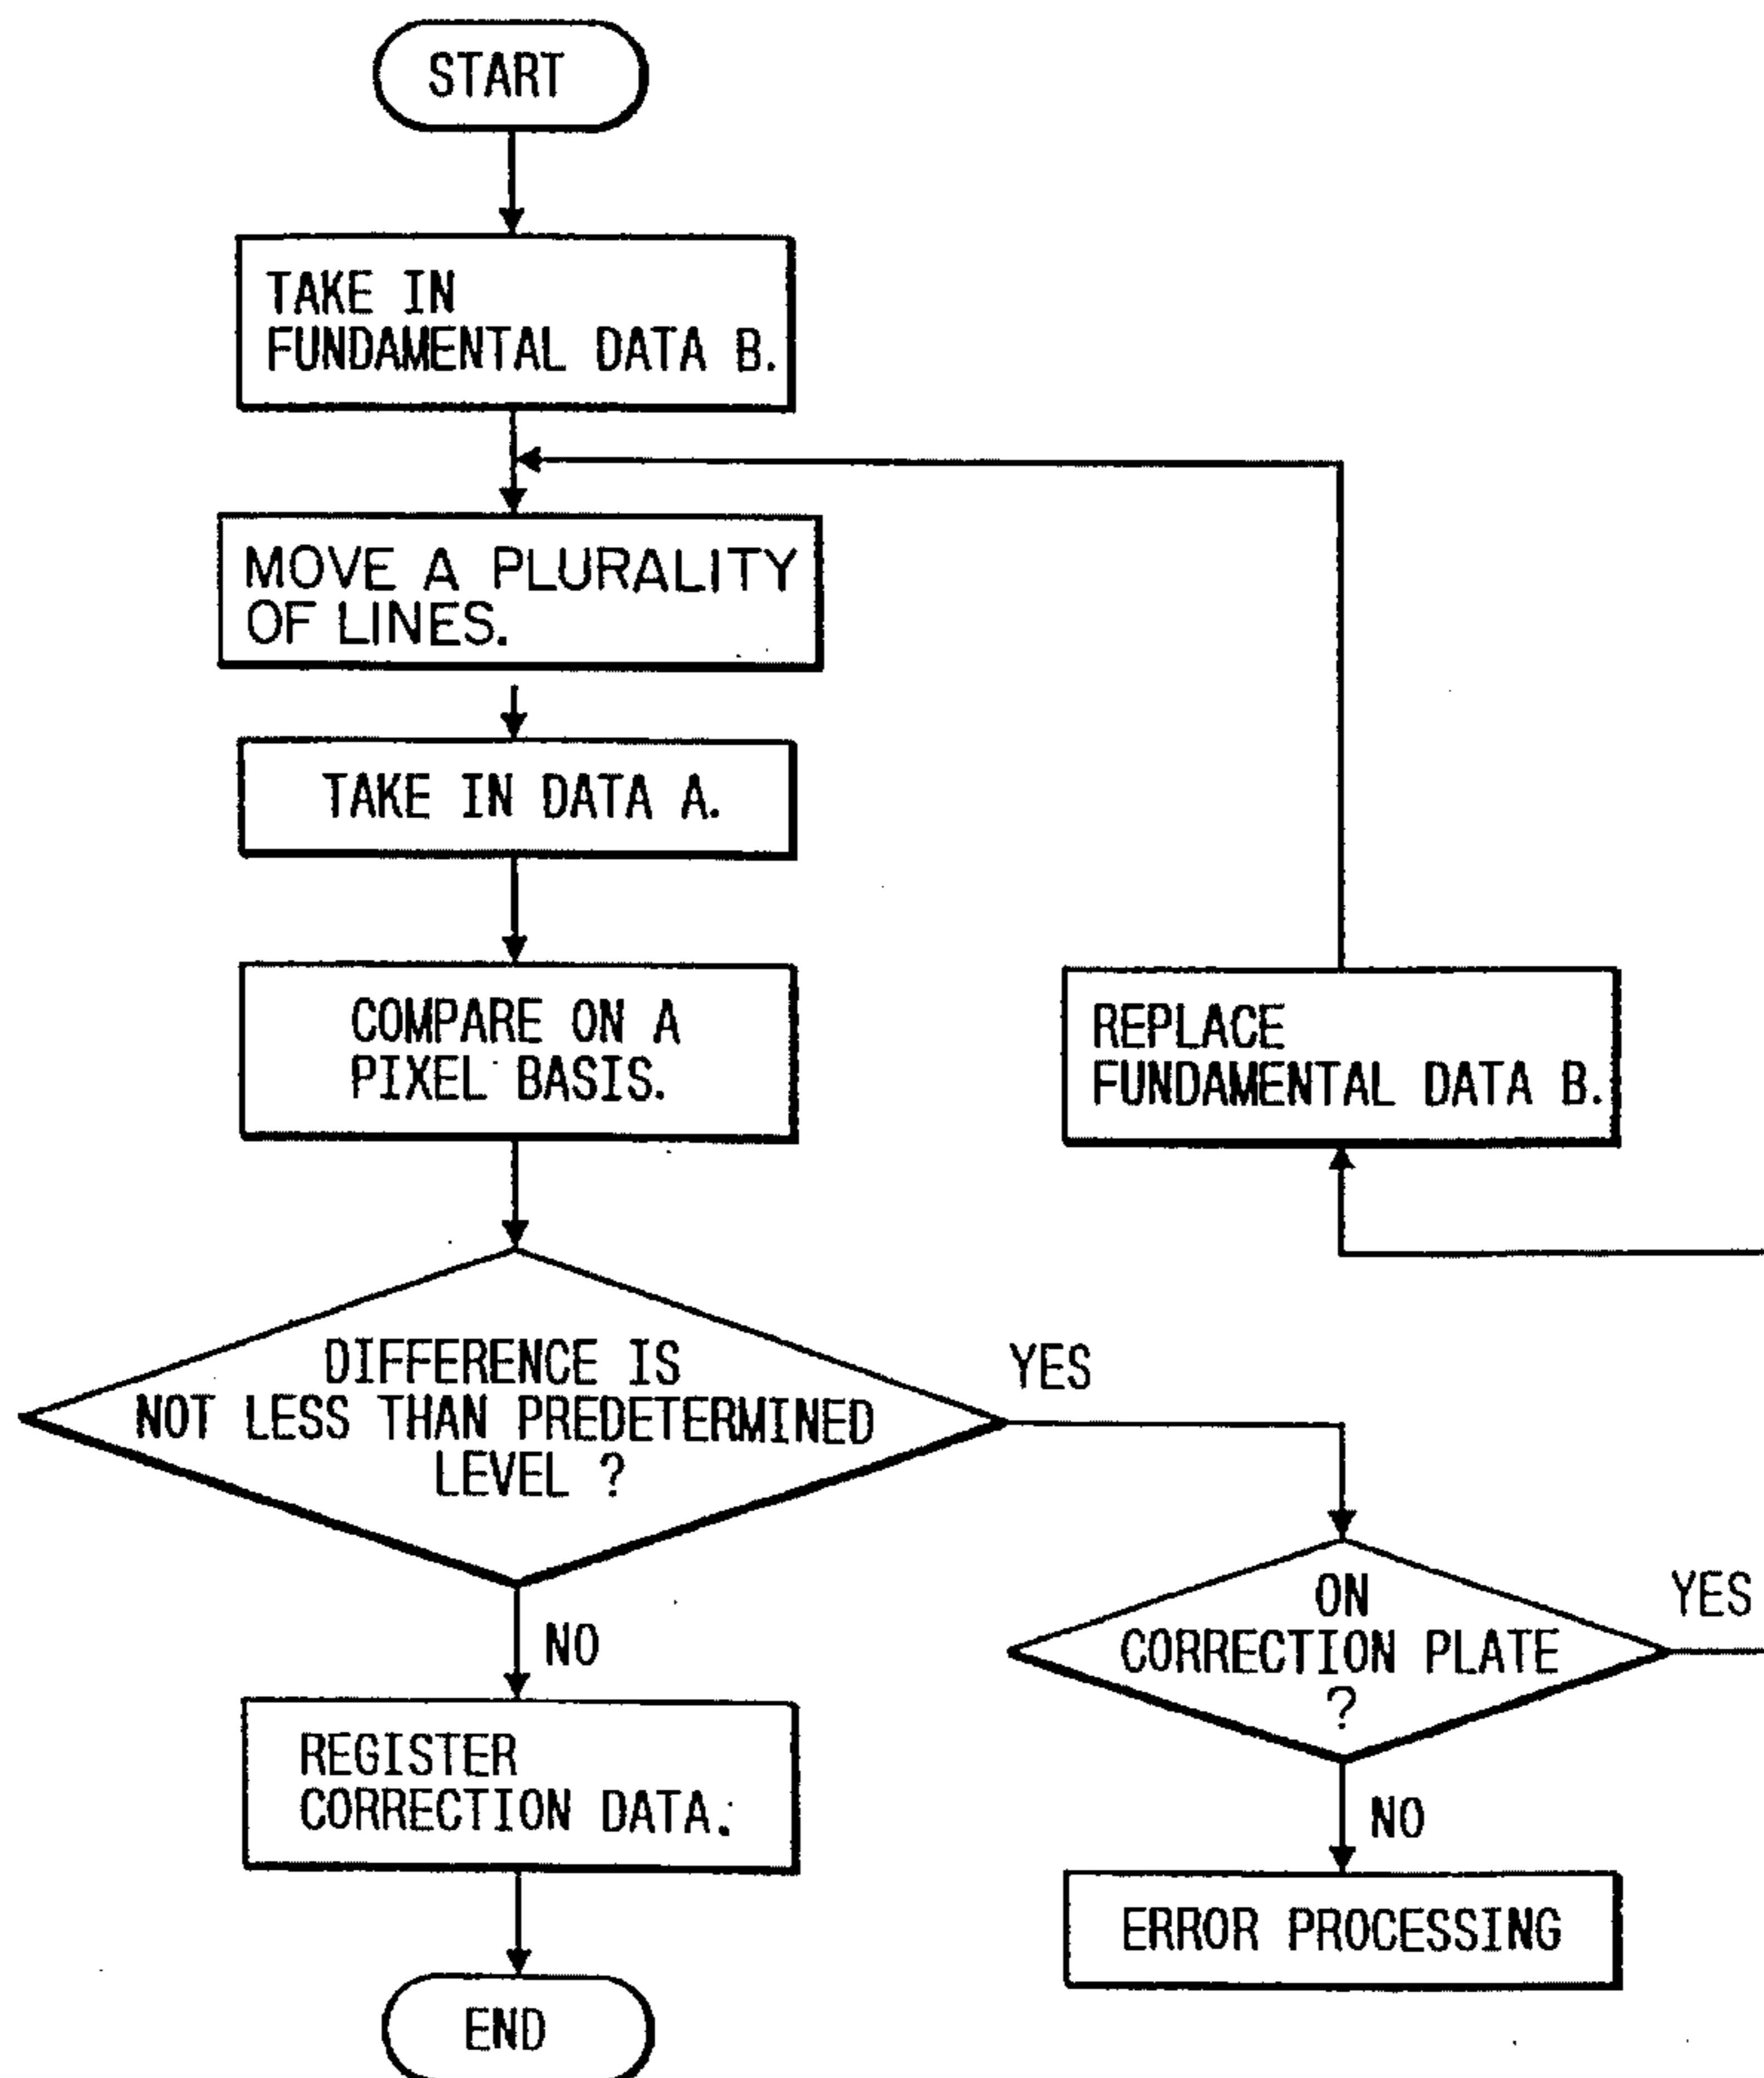 START
TAKE IN
FUNDAMENTAL DATA B.
MOVE A PLURALITY
OF LINES.
TAKE IN DATA A.
COMPARE ON A
PIXEL BASIS.
REPLACE
FUNDAMENTAL DATA B.
DIFFERENCE IS
NOT LESS THAN PREDETERMINED
LEVEL ?
YES
NO
ON
CORRECTION PLATE
?
YES
NO
REGISTER
CORRECTION DATA.
ERROR PROCESSING
END